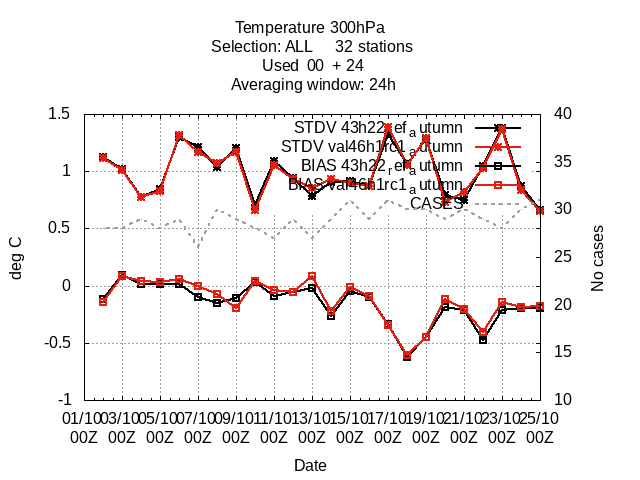 Temperature 300hPa
Selection: ALL 32 stations
Used 00 + 24
Averaging window: 24h
STDV 43h22_ref_autumn
STDV val46h1rc1_autumn
BIAS 43h22_ref_autumn
BIAS val46h1rc1_autumn
CASES
1.5
1
0.5
0
-0.5
-1
deg C
40
35
30
25
20
15
10
No cases
01/10 03/10 05/10 07/10 09/10 11/10 13/10 15/10 17/10 19/10 21/10 23/10 25/10
00Z 00Z 00Z 00Z 00Z 00Z 00Z 00Z 00Z 00Z 00Z 00Z 00Z
Date